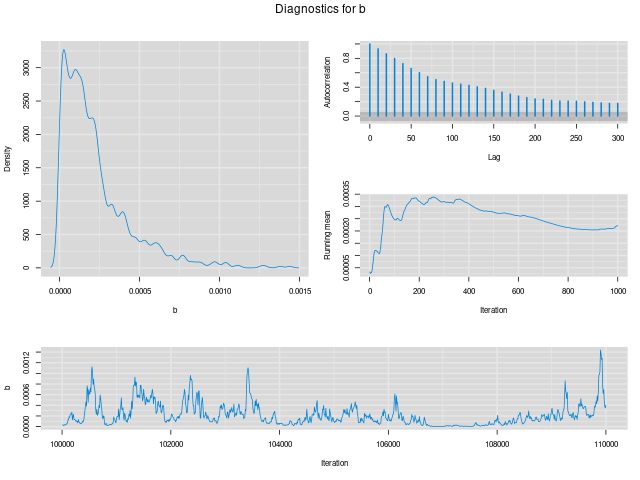 Diagnostics for b
Density
0 500 1000 1500 2000 2500 3000
0.0000 0.0005 0.0010 0.0015
b
Autocorrelation
0.0 0.4 0.8
0 50 100 150 200 250 300
Lag
Running mean
0.00005 0.00020 0.00035
0 200 400 600 800 1000
Iteration
b
0.0000 0.0006 0.0012
100000 102000 104000 106000 108000 110000
Iteration